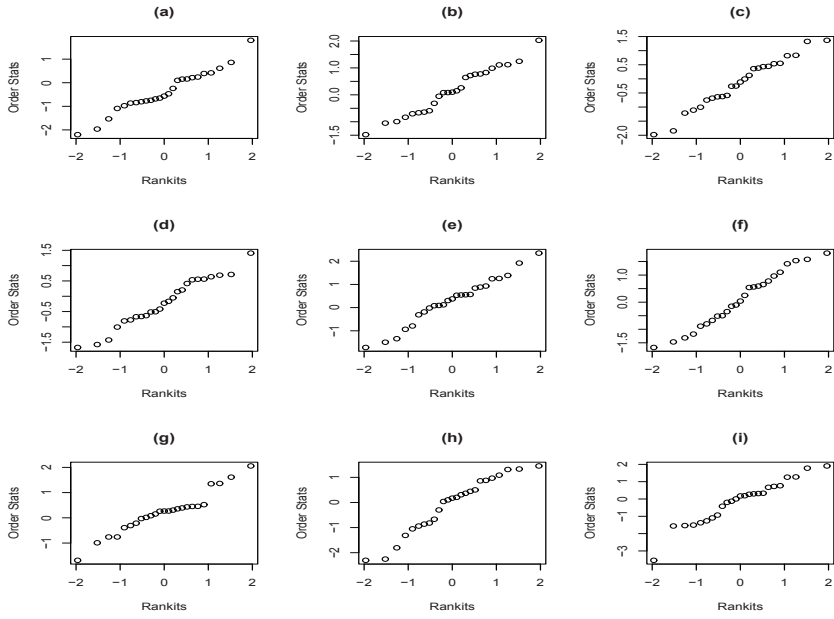 (a)
Order Stats
1
0
−1
−2
−2 −1 0 1 2
Rankits
(b)
Order Stats
2.0
1.0
0.0
−1.5
−2 −1 0 1 2
Rankits
(c)
Order Stats
1.5
0.5
−0.5
−2.0
−2 −1 0 1 2
Rankits
(d)
Order Stats
1.5
0.5
−0.5
−1.5
−2 −1 0 1 2
Rankits
(e)
Order Stats
2
1
0
−1
−2 −1 0 1 2
Rankits
(f)
Order Stats
1.0
0.0
−1.5
−2 −1 0 1 2
Rankits
(g)
Order Stats
2
1
0
−1
−2 −1 0 1 2
Rankits
(h)
Order Stats
1
0
−1
−2
−2 −1 0 1 2
Rankits
(i)
Order Stats
2
1
0
−1
−3
−2 −1 0 1 2
Rankits